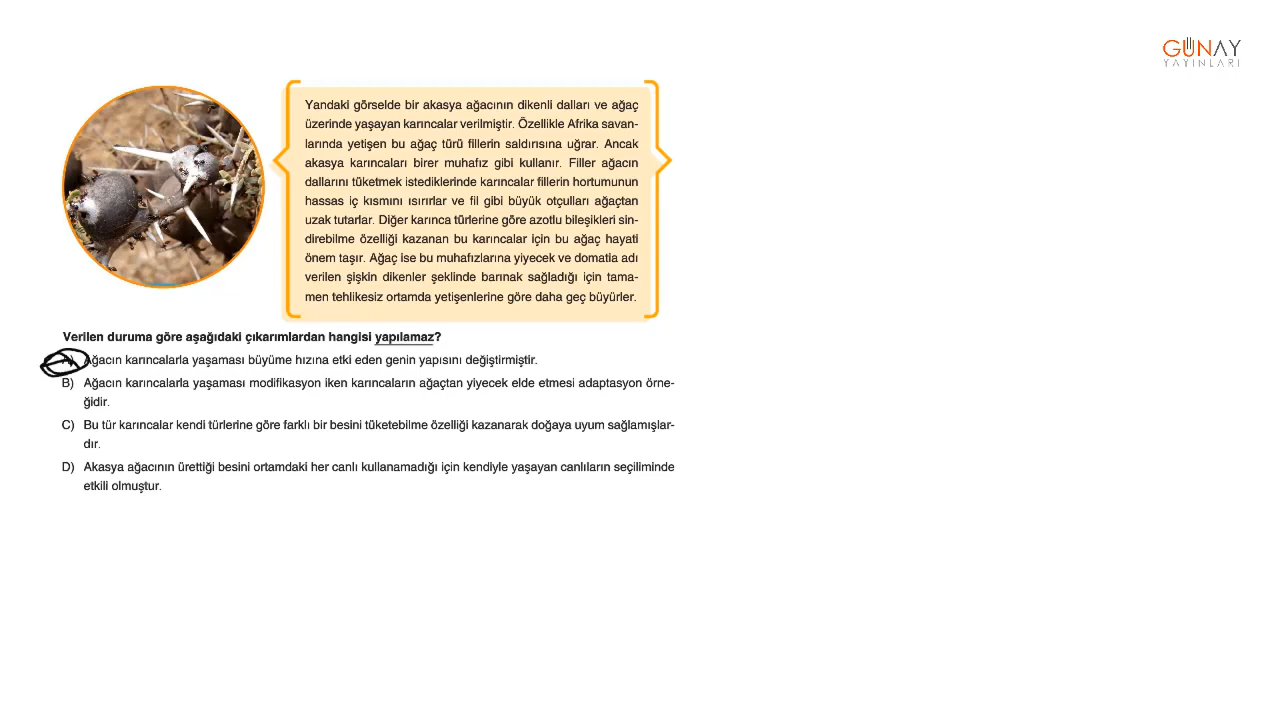 GÜNAY
YAYINLARI
Yandaki görselde bir akasya ağacının dikenli dalları ve ağaç
üzerinde yaşayan karıncalar verilmiştir. Özellikle Afrika savan-
larında yetişen bu ağaç türü fillerin saldırısına uğrar. Ancak
akasya karıncaları birer muhafız gibi kullanır. Filler ağacın
dallarını tüketmek istediklerinde karıncalar fillerin hortumunun
hassas iç kısmını ısırırlar ve fil gibi büyük otçulları ağaçtan
uzak tutarlar. Diğer karınca türlerine göre azotlu bileşikleri sin-
direbilme özelliği kazanan bu karıncalar için bu ağaç hayati
önem taşır. Ağaç ise bu muhafızlarına yiyecek ve domatia adı
verilen şişkin dikenler şeklinde barınak sağladığı için tama-
men tehlikesiz ortamda yetişenlerine göre daha geç büyürler.
Verilen duruma göre aşağıdaki çıkarımlardan hangisi yapılamaz?
A) Ağacın karıncalarla yaşaması büyüme hızına etki eden genin yapısını değiştirmiştir.
B) Ağacın karıncalarla yaşaması modifikasyon iken karıncaların ağaçtan yiyecek elde etmesi adaptasyon örne-
ğidir.
C) Bu tür karıncalar kendi türlerine göre farklı bir besini tüketebilme özelliği kazanarak doğaya uyum sağlamışlar-
dır.
D) Akasya ağacının ürettiği besini ortamdaki her canlı kullanamadığı için kendiyle yaşayan canlıların seçiliminde
etkili olmuştur.